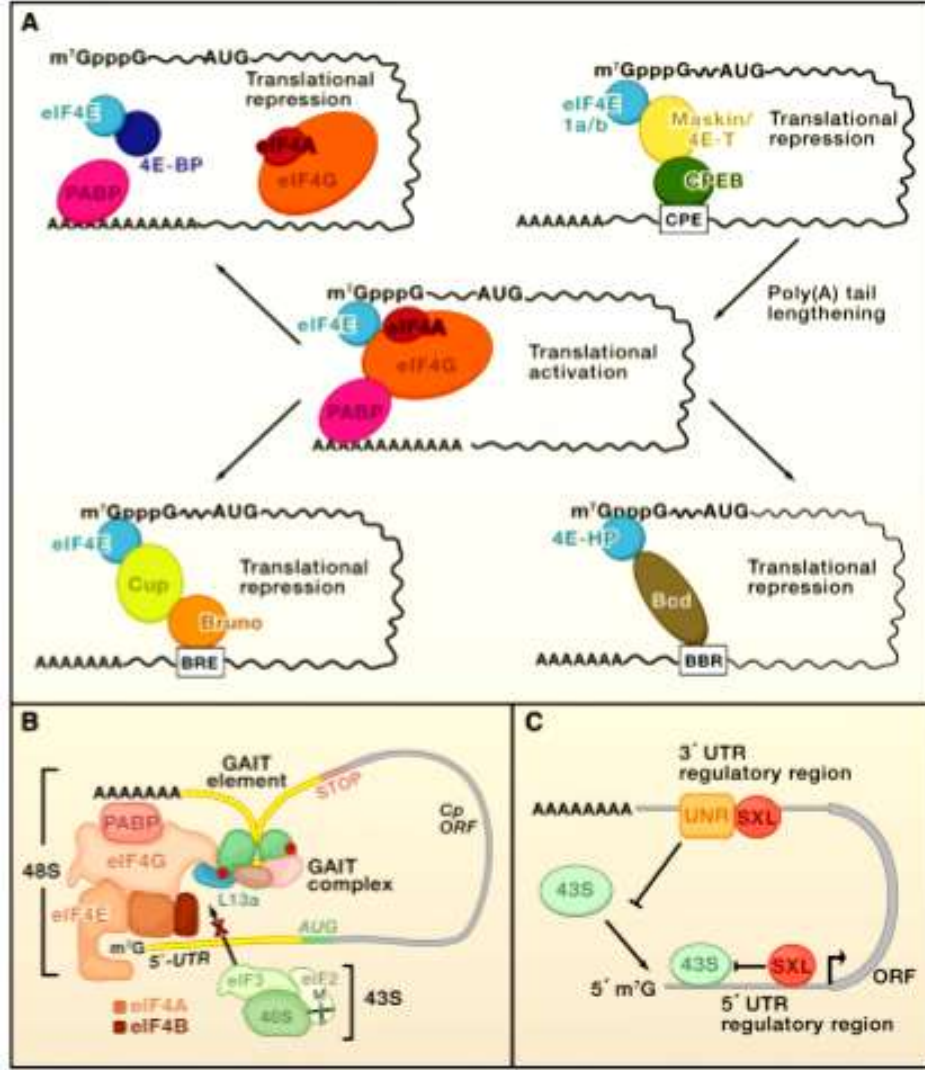 A
m⁷GpppG AUG
Translational
repression
eIF4E
4E-BP
eIF4A
eIF4G
PABP
AAAAAAAAAAAAA
m⁷GpppG AUG
eIF4E
1a/b
Maskin/
4E-T
Translational
repression
CPEB
AAAAAAA
CPE
Poly(A) tail
lengthening
m⁷GpppG AUG
eIF4E
eIF4A
eIF4G
Translational
activation
PABP
AAAAAAAAAAAA
m⁷GpppG AUG
eIF4E
Cup
Translational
repression
Bruno
AAAAAAA
BRE
m⁷GpppG AUG
4E-HP
Bcd
Translational
repression
AAAAAAA
BBR
B
GAIT
element
STOP
AAAAAAA
PABP
Cp
ORF
eIF4G
48S
GAIT
complex
L13a
eIF4E
AUG
m⁷G
5´-UTR
X
eIF3
eIF2
M
40S
43S
eIF4A
eIF4B
C
3´ UTR
regulatory region
AAAAAAAA
UNR
SXL
43S
43S
SXL
5´ m⁷G
ORF
5´ UTR
regulatory region